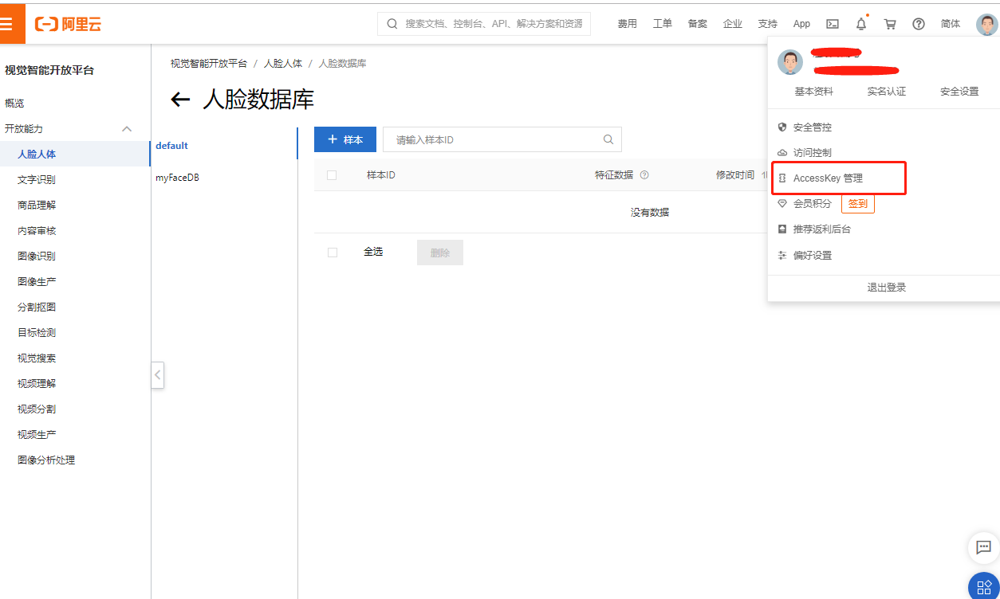 阿里云
搜索文档、控制台、API、解决方案和资源
费用 工单 备案 企业 支持 App 简体
视觉智能开放平台
概览
开放能力
人脸人体
文字识别
商品理解
内容审核
图像识别
图像生产
分割抠图
目标检测
视觉搜索
视频理解
视频分割
视频生产
图像分析处理
视觉智能开放平台 / 人脸人体 / 人脸数据库
人脸数据库
default
myFaceDB
样本
请输入样本ID
样本ID 特征数据 修改时间
没有数据
全选 删除
基本资料 实名认证 安全设置
安全管控
访问控制
AccessKey 管理
会员积分 签到
推荐返利后台
偏好设置
退出登录